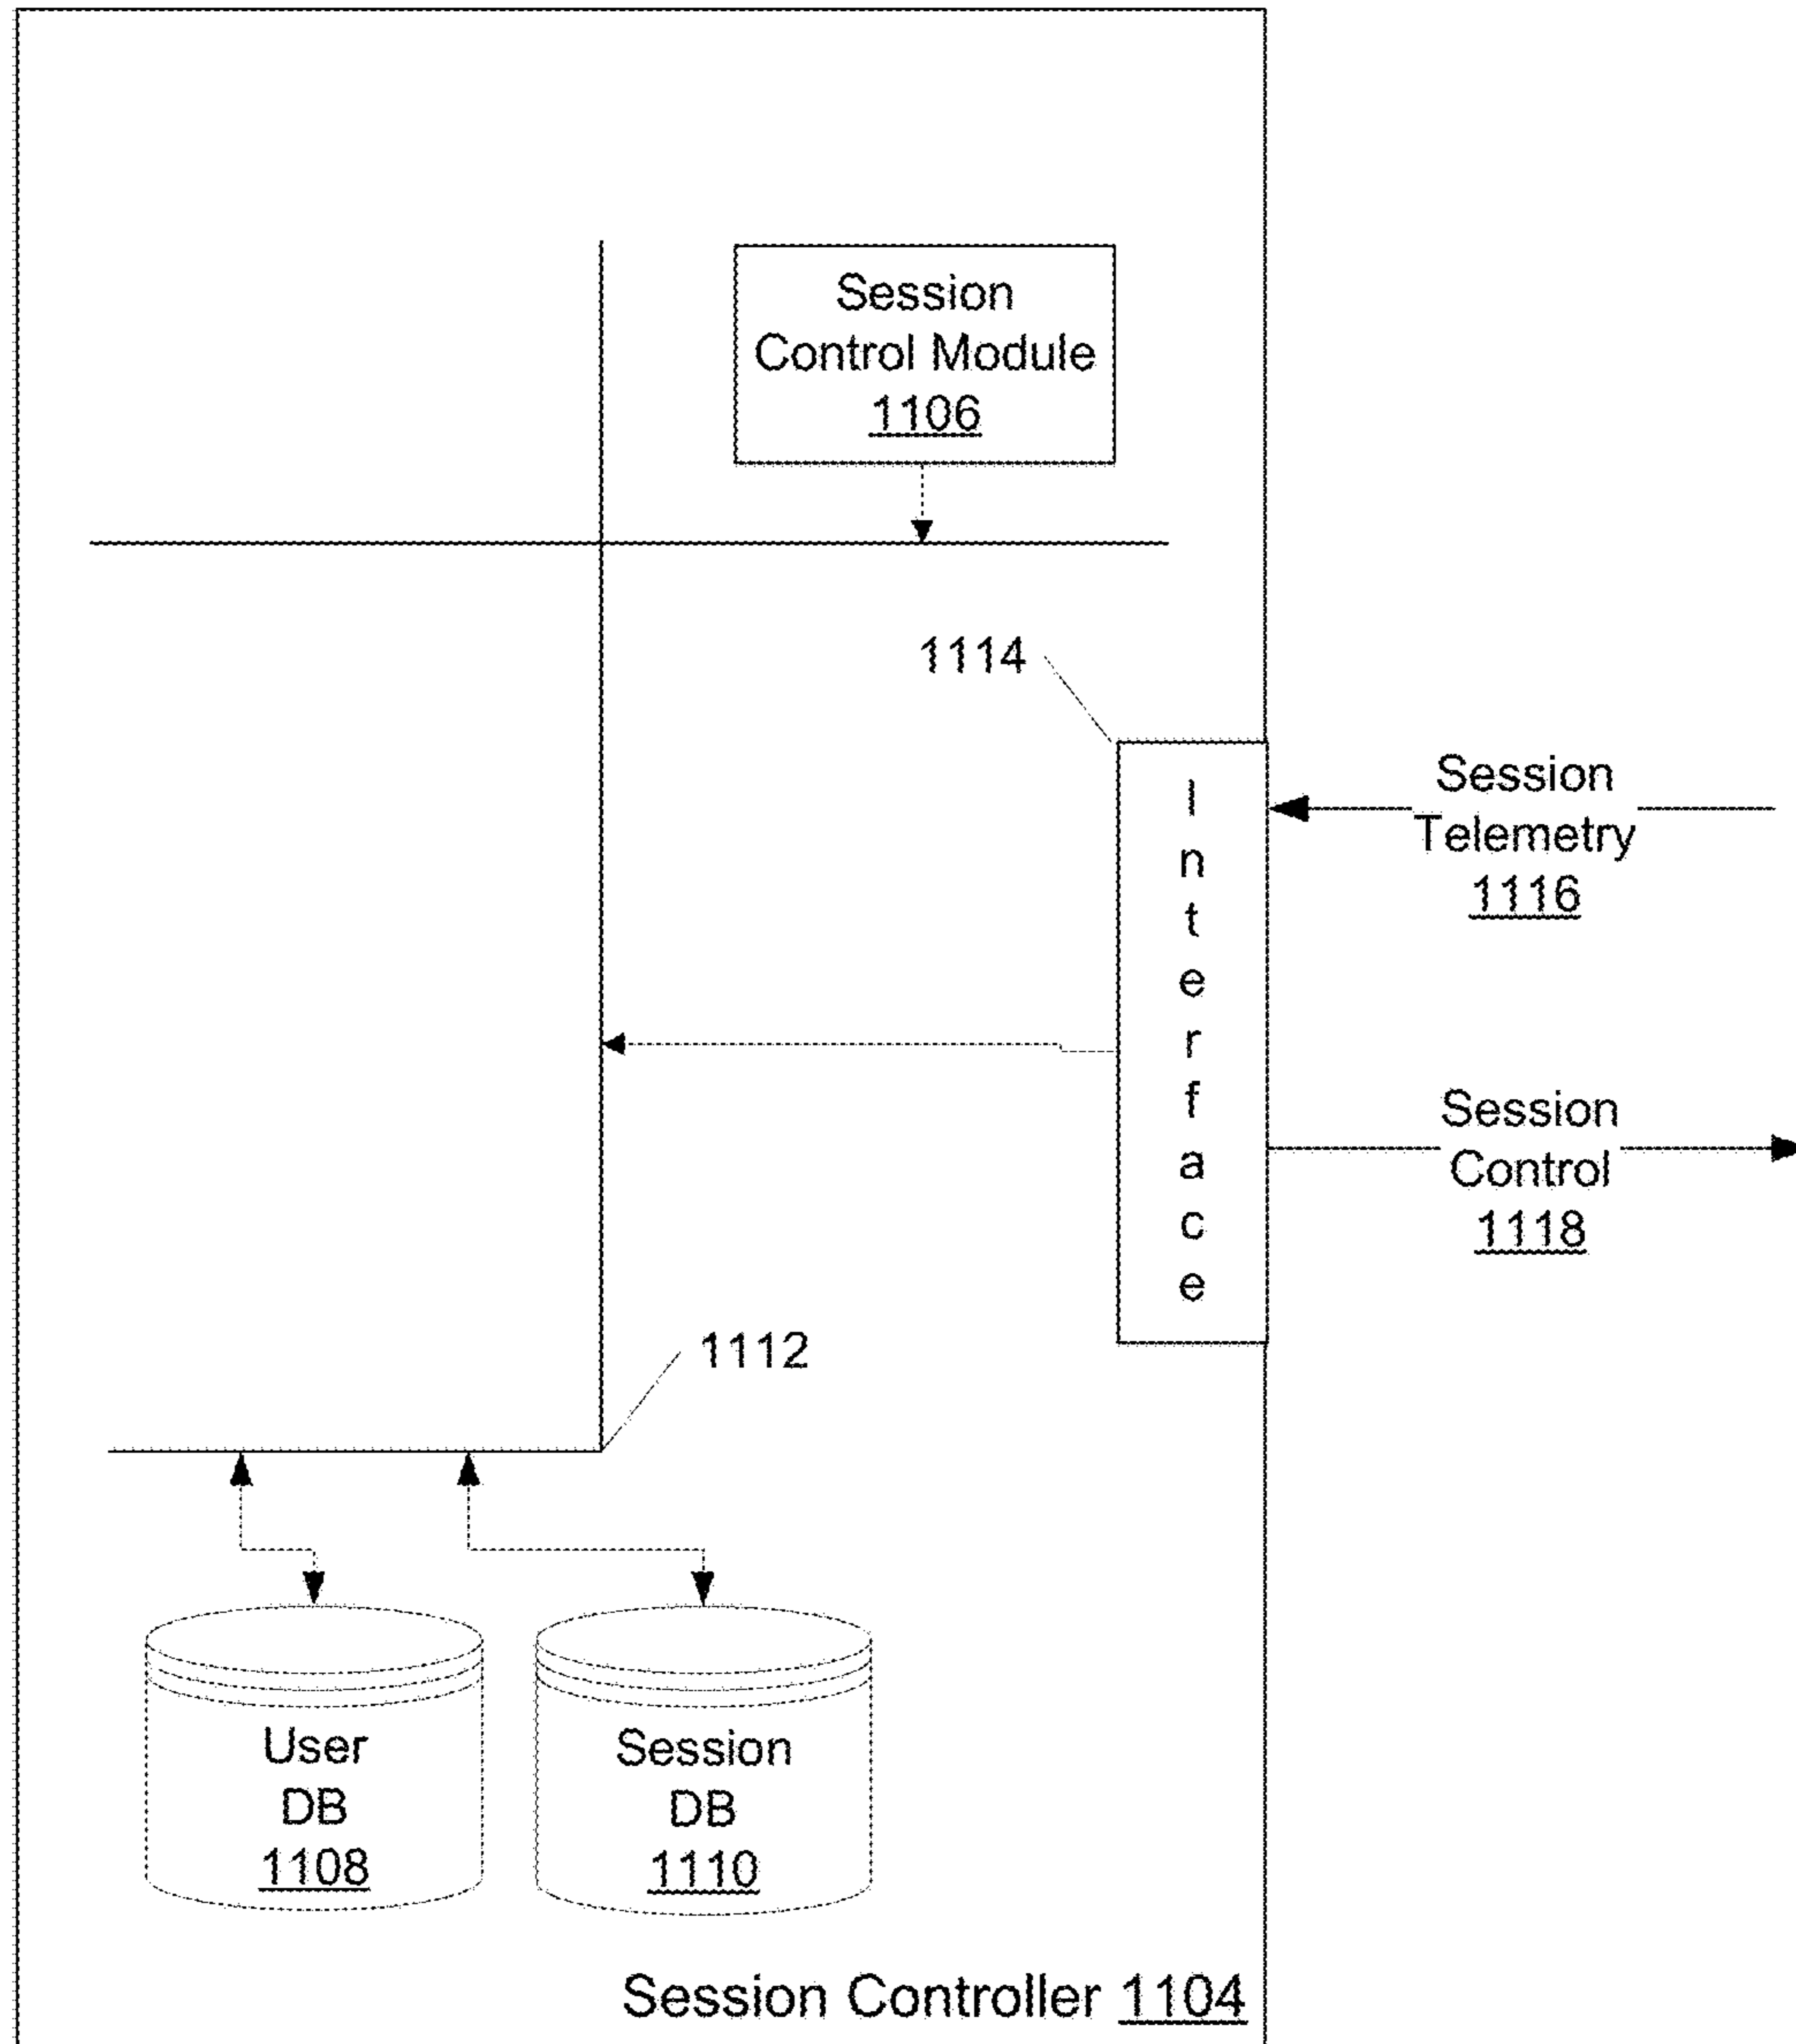 Session
Control Module
1106
1114
Interface
Session
Telemetry
1116
Session
Control
1118
1112
User
DB
1108
Session
DB
1110
Session Controller 1104